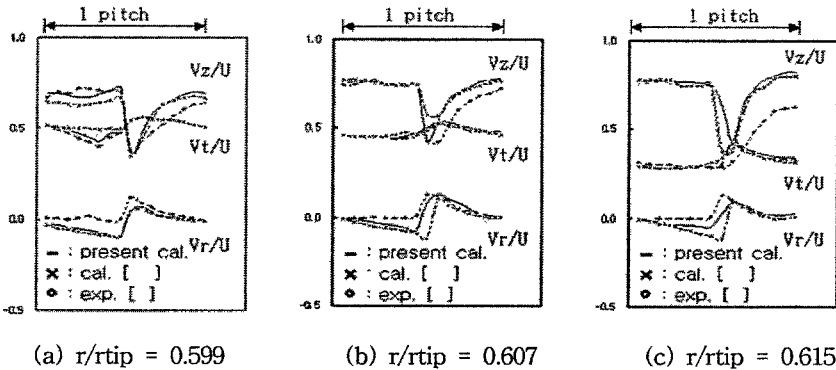 1 pitch
1.0
Vz/U
0.5
Vt/U
0.0
Vr/U
– : present cal.
× : cal. [ ]
o : exp. [ ]
-0.5
(a) r/rtip = 0.599
1 pitch
1.0
Vz/U
0.5
Vt/U
0.0
Vr/U
– : present cal.
× : cal. [ ]
o : exp. [ ]
-0.5
(b) r/rtip = 0.607
1 pitch
1.0
Vz/U
0.5
Vt/U
0.0
Vr/U
– : present cal.
× : cal. [ ]
o : exp. [ ]
-0.5
(c) r/rtip = 0.615